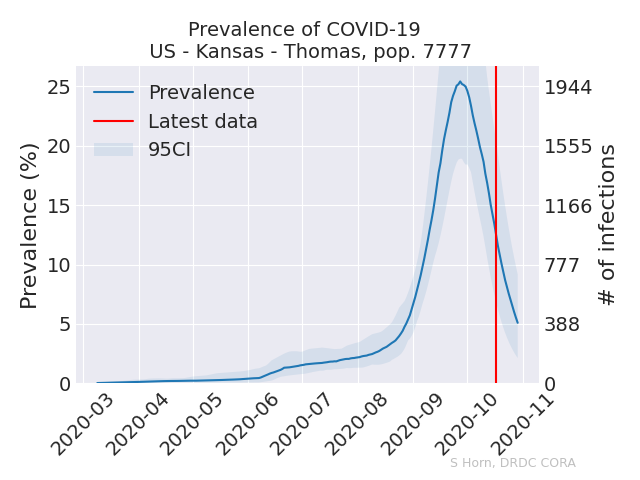 Prevalence of COVID-19
US - Kansas - Thomas, pop. 7777
Prevalence
Latest data
95CI
Prevalence (%)
25
20
15
10
5
0
1944
1555
1166
777
388
0
# of infections
2020-03
2020-04
2020-05
2020-06
2020-07
2020-08
2020-09
2020-10
2020-11
S Horn, DRDC CORA